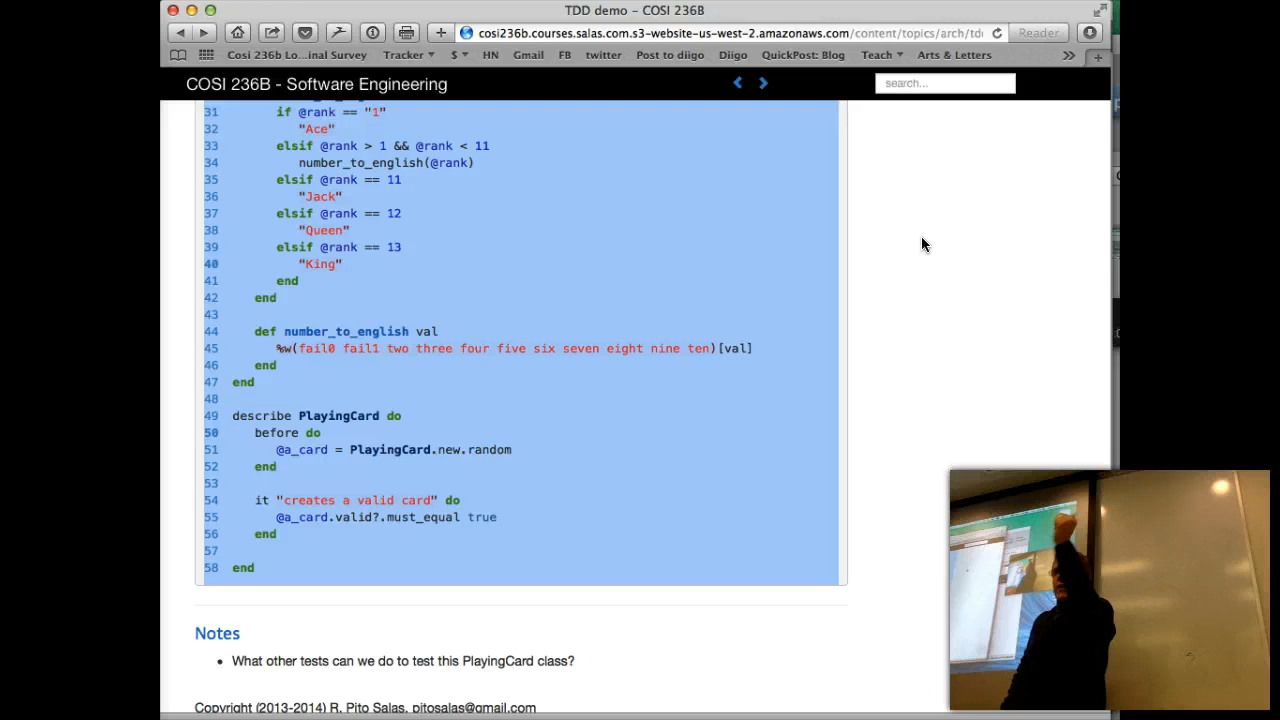 TDD demo – COSI 236B
cosi236b.courses.salas.com.s3-website-us-west-2.amazonaws.com/content/topics/arch/tdd
Reader
Cosi 236b Lo...inal Survey Tracker $ HN Gmail FB twitter Post to diigo Diigo QuickPost: Blog Teach Arts & Letters
COSI 236B - Software Engineering
search...
31 if @rank == "1"
32 "Ace"
33 elsif @rank > 1 && @rank < 11
34 number_to_english(@rank)
35 elsif @rank == 11
36 "Jack"
37 elsif @rank == 12
38 "Queen"
39 elsif @rank == 13
40 "King"
41 end
42 end
43
44 def number_to_english val
45 %w(fail0 fail1 two three four five six seven eight nine ten)[val]
46 end
47 end
48
49 describe PlayingCard do
50 before do
51 @a_card = PlayingCard.new.random
52 end
53
54 it "creates a valid card" do
55 @a_card.valid?.must_equal true
56 end
57
58 end
Notes
• What other tests can we do to test this PlayingCard class?
Copyright (2013-2014) R. Pito Salas, pitosalas@gmail.com